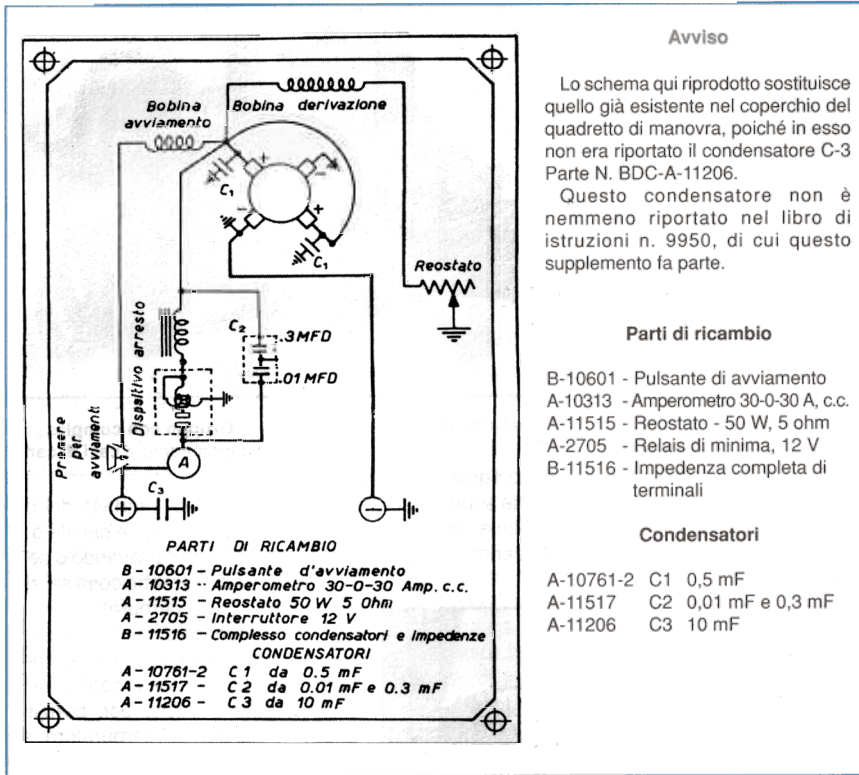 Bobina
avviamento
Bobina derivazione
C1
+
-
-
+
C1
Reostato
Dispositivo arresto
C2
.3MFD
.01MFD
Premere
per
avviamenti
A
C3
+
-
PARTI DI RICAMBIO
B-10601 - Pulsante d'avviamento
A-10313 -- Amperometro 30-0-30 Amp. c.c.
A-11515 - Reostato 50 W 5 Ohm
A-2705 - Interruttore 12 V
B-11516 - Complesso condensatori e impedenze
CONDENSATORI
A-10761-2 C1 da 0.5 mF
A-11517 - C2 da 0.01 mF e 0.3 mF
A-11206 - C3 da 10 mF
Avviso
Lo schema qui riprodotto sostituisce
quello già esistente nel coperchio del
quadretto di manovra, poiché in esso
non era riportato il condensatore C-3
Parte N. BDC-A-11206.
Questo condensatore non è
nemmeno riportato nel libro di
istruzioni n. 9950, di cui questo
supplemento fa parte.
Parti di ricambio
B-10601 - Pulsante di avviamento
A-10313 - Amperometro 30-0-30 A, c.c.
A-11515 - Reostato - 50 W, 5 ohm
A-2705 - Relais di minima, 12 V
B-11516 - Impedenza completa di
terminali
Condensatori
A-10761-2 C1 0,5 mF
A-11517 C2 0,01 mF e 0,3 mF
A-11206 C3 10 mF